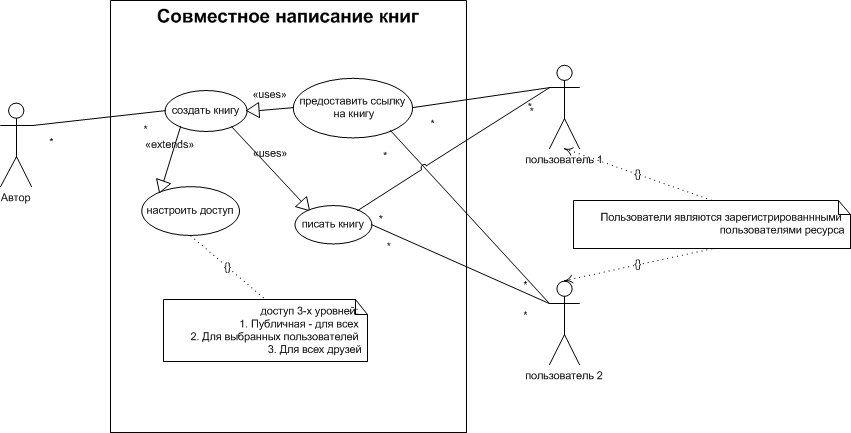 Совместное написание книг
«uses»
создать книгу
предоставить ссылку
на книгу
*
*
*
*
*
«extends»
«uses»
*
пользователь 1
{}
Автор
настроить доступ
писать книгу
*
*
Пользователи являются зарегистрированнными
пользователями ресурса
{}
{}
*
*
доступ 3-х уровней
1. Публичная - для всех
2. Для выбранных пользователей
3. Для всех друзей
пользователь 2